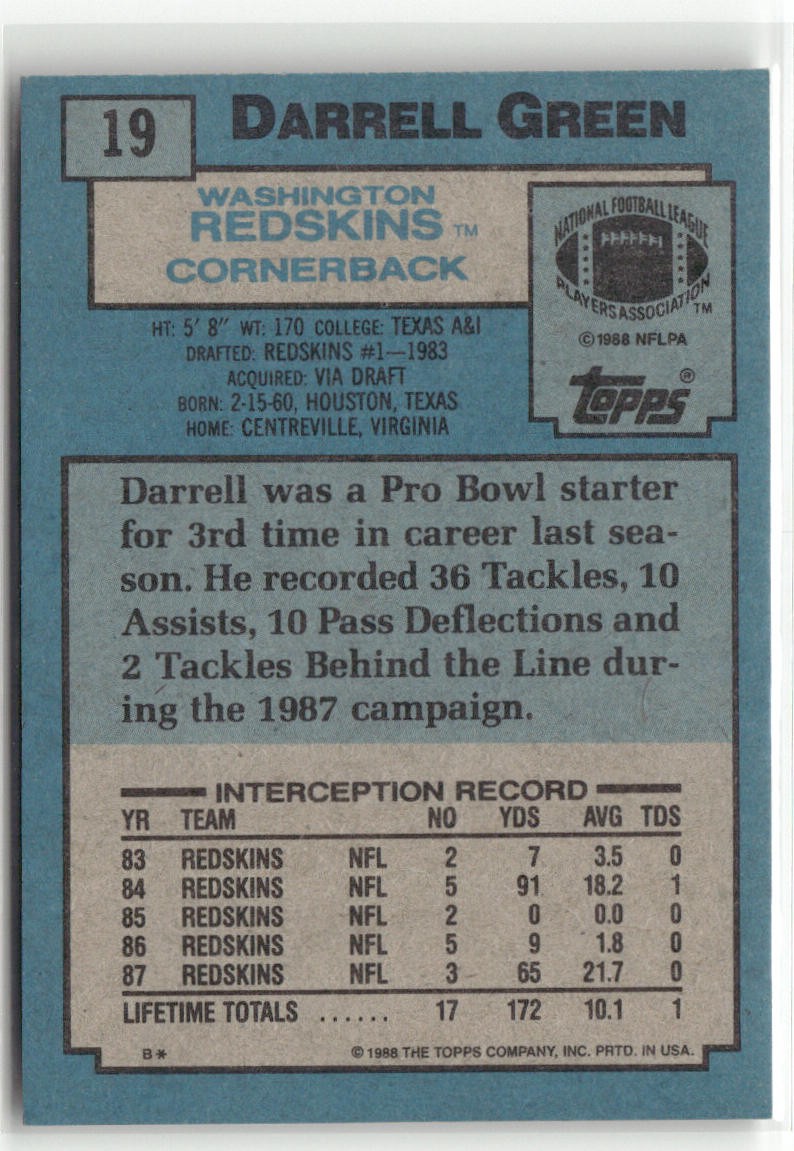 19
DARRELL GREEN
WASHINGTON
REDSKINS TM
CORNERBACK
NATIONAL FOOTBALL LEAGUE
PLAYERS ASSOCIATION TM
© 1988 NFLPA
TOPPS ®
HT: 5' 8" WT: 170 COLLEGE: TEXAS A&I
DRAFTED: REDSKINS #1—1983
ACQUIRED: VIA DRAFT
BORN: 2-15-60, HOUSTON, TEXAS
HOME: CENTREVILLE, VIRGINIA
Darrell was a Pro Bowl starter
for 3rd time in career last sea-
son. He recorded 36 Tackles, 10
Assists, 10 Pass Deflections and
2 Tackles Behind the Line dur-
ing the 1987 campaign.
INTERCEPTION RECORD
YR TEAM NO YDS AVG TDS
83 REDSKINS NFL 2 7 3.5 0
84 REDSKINS NFL 5 91 18.2 1
85 REDSKINS NFL 2 0 0.0 0
86 REDSKINS NFL 5 9 1.8 0
87 REDSKINS NFL 3 65 21.7 0
LIFETIME TOTALS ...... 17 172 10.1 1
B* © 1988 THE TOPPS COMPANY, INC. PRTD. IN USA.